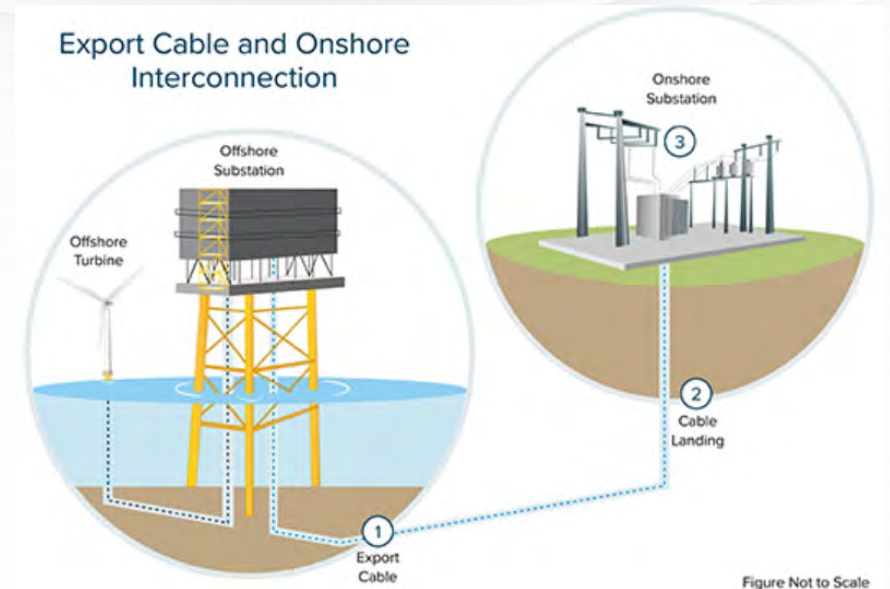 Export Cable and Onshore
Interconnection
Onshore
Substation
3
Offshore
Substation
Offshore
Turbine
2
Cable
Landing
1
Export
Cable
Figure Not to Scale